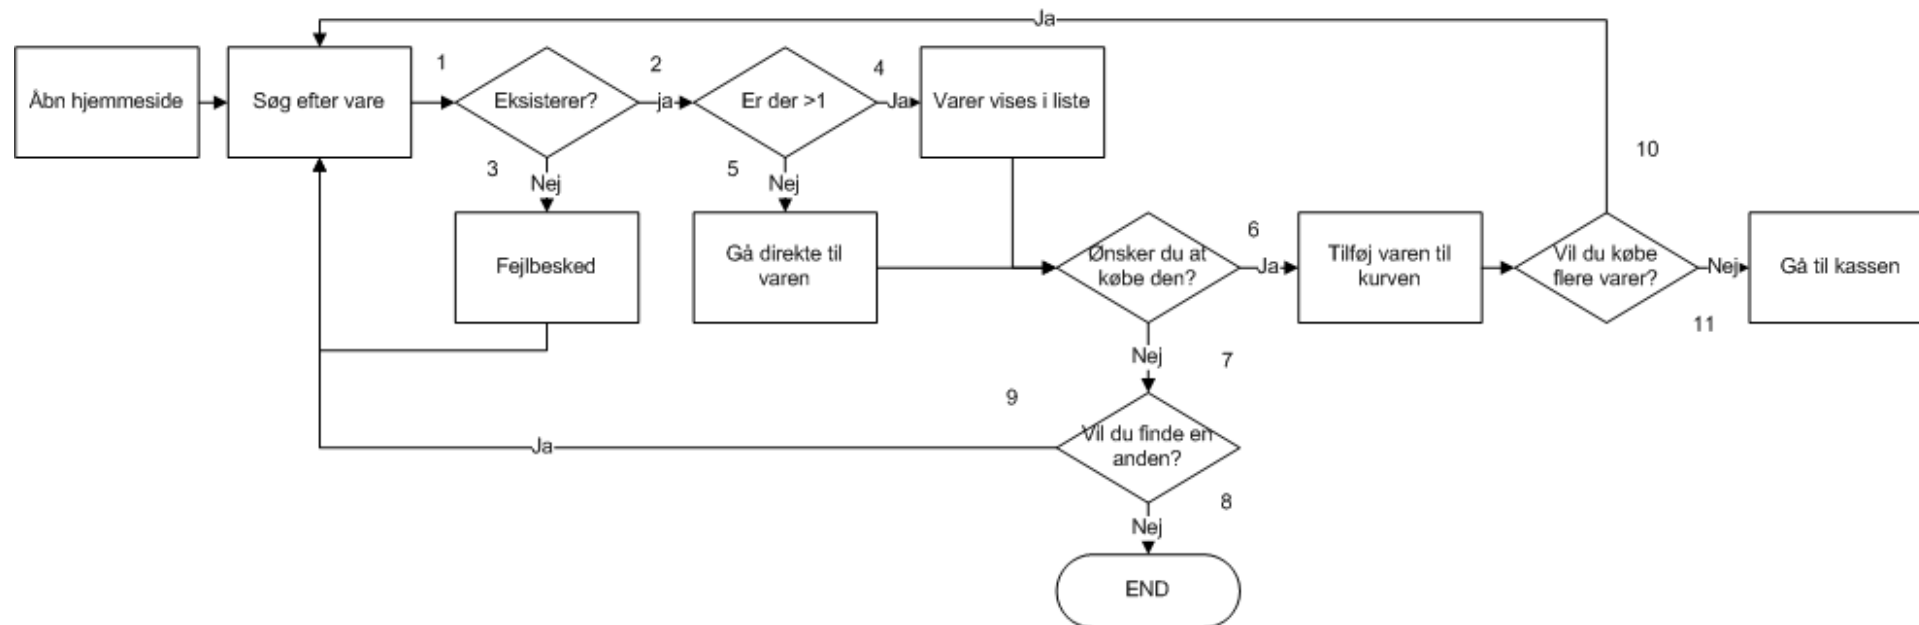 Ja
1
2
4
Åbn hjemmeside
Søg efter vare
Eksisterer?
ja
Er der >1
Ja
Varer vises i liste
3
5
10
Nej
Nej
6
Fejlbesked
Gå direkte til
varen
Ønsker du at
købe den?
Ja
Tilføj varen til
kurven
Vil du købe
flere varer?
Nej
Gå til kassen
11
Nej
7
9
Ja
Vil du finde en
anden?
8
Nej
END